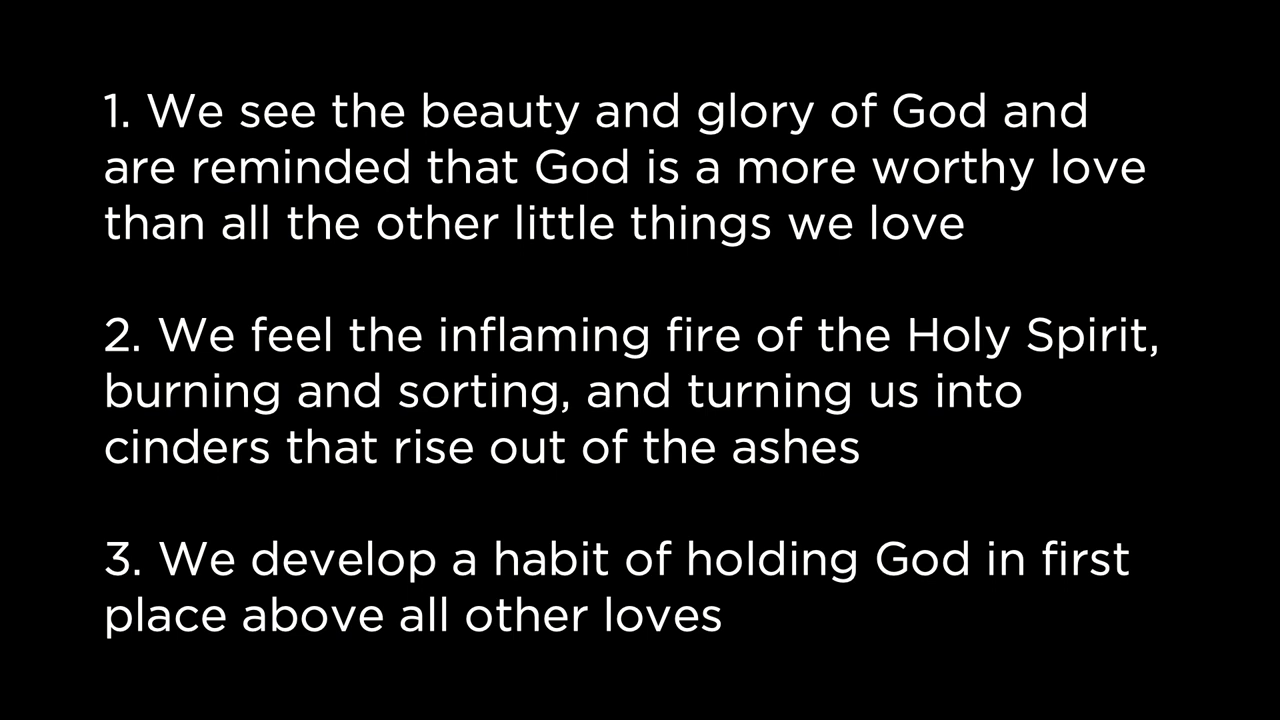 1. We see the beauty and glory of God and
are reminded that God is a more worthy love
than all the other little things we love
2. We feel the inflaming fire of the Holy Spirit,
burning and sorting, and turning us into
cinders that rise out of the ashes
3. We develop a habit of holding God in first
place above all other loves